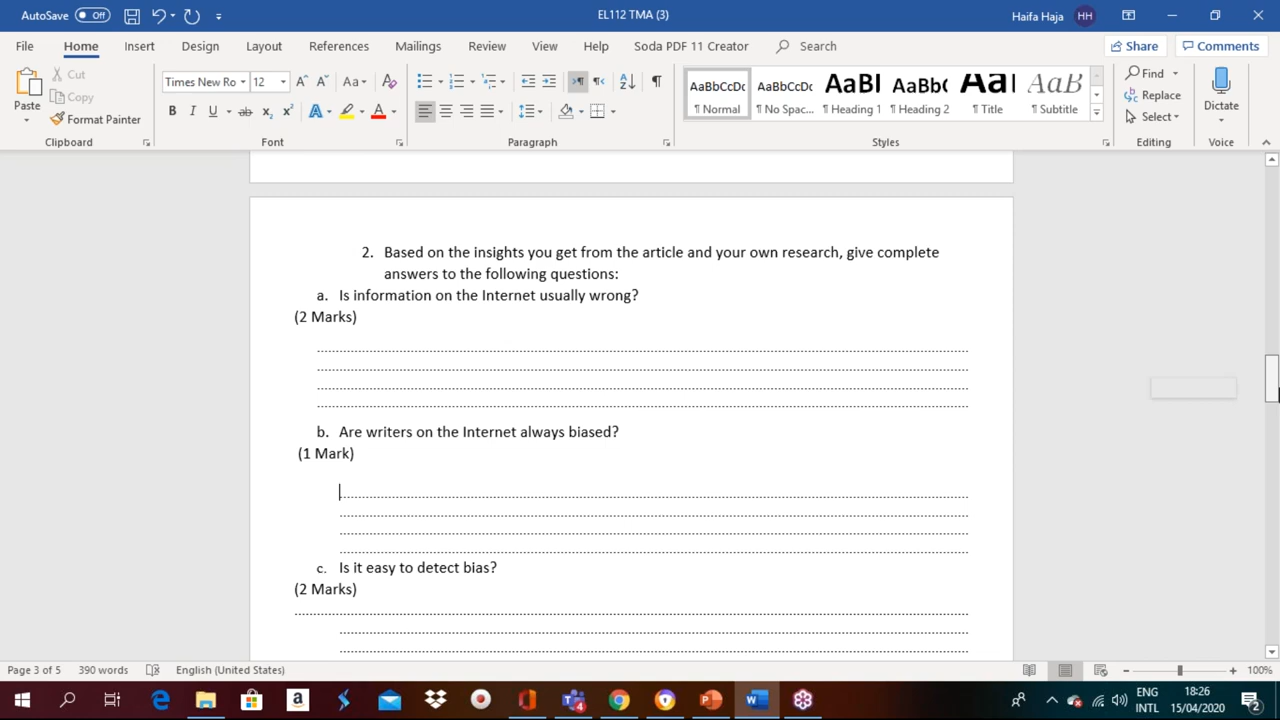 AutoSave Off EL112 TMA (3) Haifa Haja HH
File Home Insert Design Layout References Mailings Review View Help Soda PDF 11 Creator Search Share Comments
Paste Cut Copy Format Painter
Times New Ro 12
AaBbCcDc AaBbCcDc AaBl AaBbC AaI AaB
¶ Normal ¶ No Spac... ¶ Heading 1 ¶ Heading 2 ¶ Title ¶ Subtitle
Find Replace Select Dictate
Clipboard Font Paragraph Styles Editing Voice
2. Based on the insights you get from the article and your own research, give complete
answers to the following questions:
a. Is information on the Internet usually wrong?
(2 Marks)
b. Are writers on the Internet always biased?
(1 Mark)
c. Is it easy to detect bias?
(2 Marks)
Page 3 of 5 390 words English (United States) 100%
ENG 18:26
INTL 15/04/2020